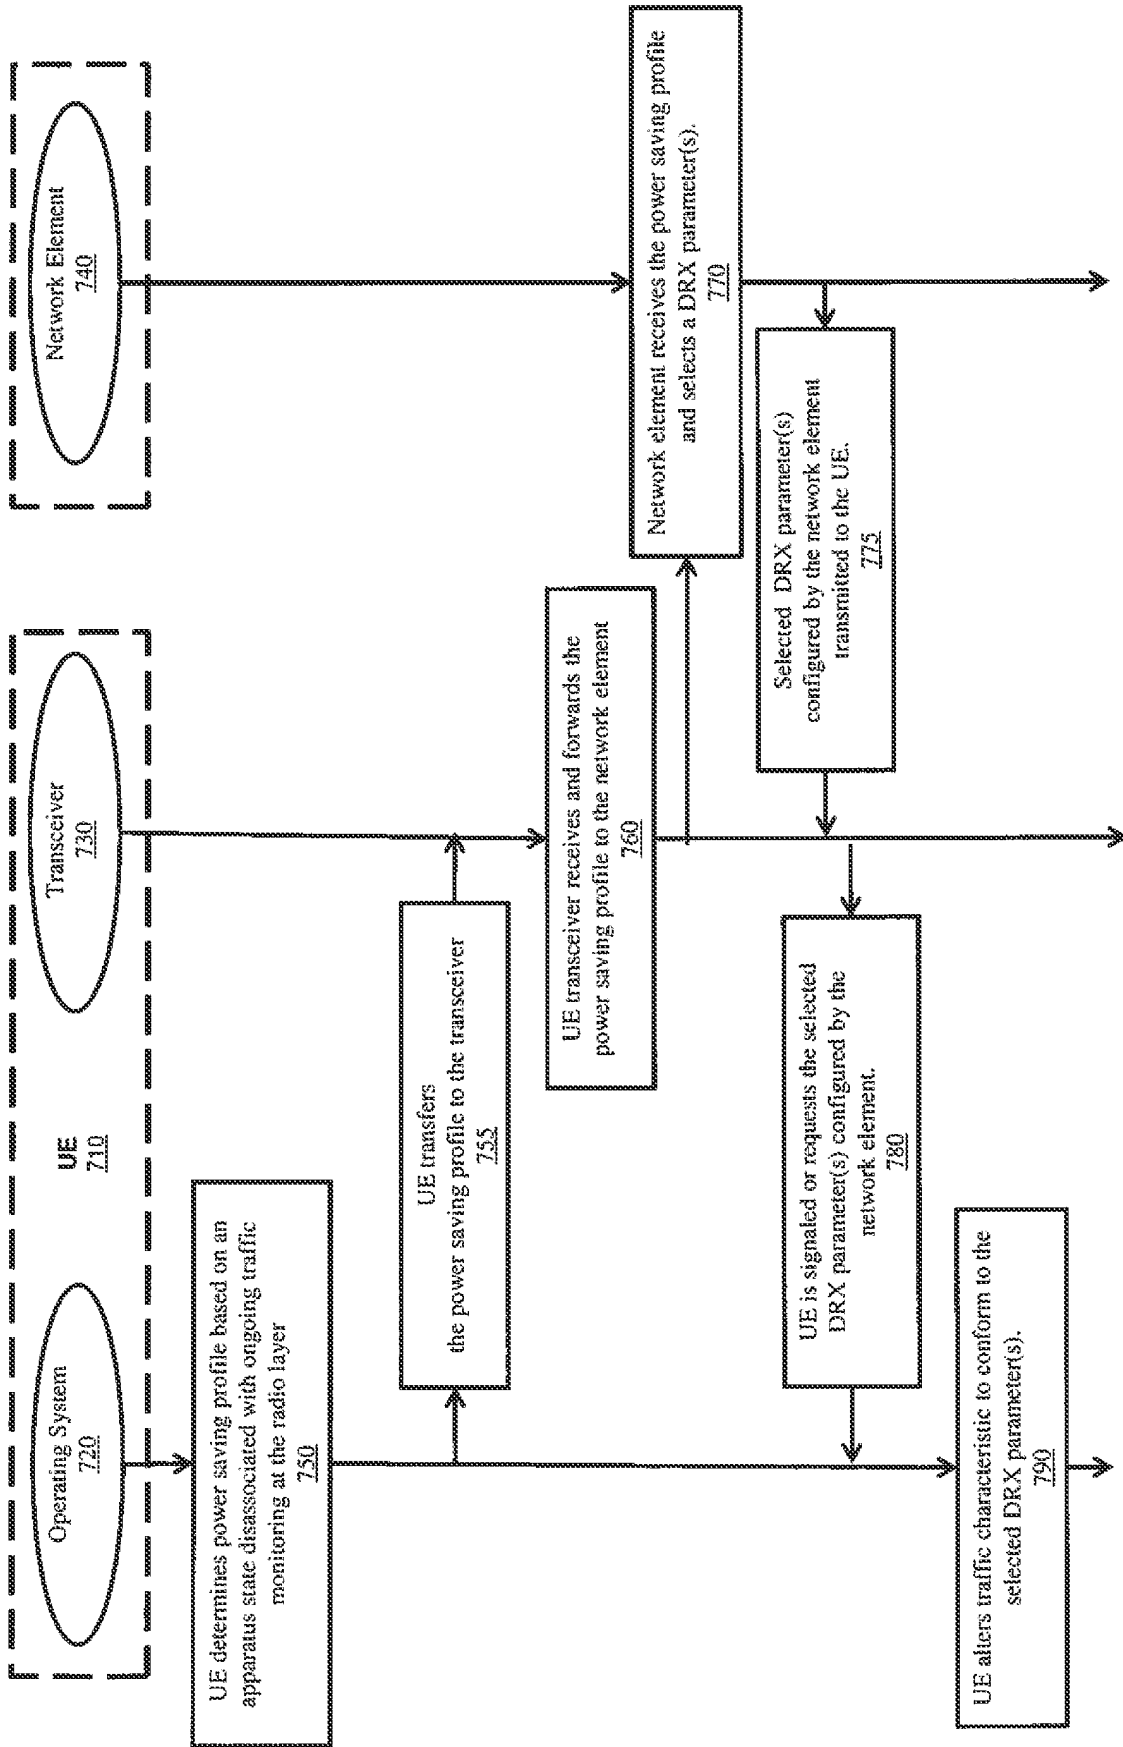 UE
710
Operating System
720
Transceiver
730
Network Element
740
UE determines power saving profile based on an
apparatus state disassociated with ongoing traffic
monitoring at the radio layer
750
UE transfers
the power saving profile to the transceiver
755
UE transceiver receives and forwards the
power saving profile to the network element
760
Network element receives the power saving profile
and selects a DRX parameter(s).
770
Selected DRX parameter(s)
configured by the network element
transmitted to the UE.
775
UE is signaled or requests the selected
DRX parameter(s) configured by the
network element.
780
UE alters traffic characteristic to conform to the
selected DRX parameter(s).
790